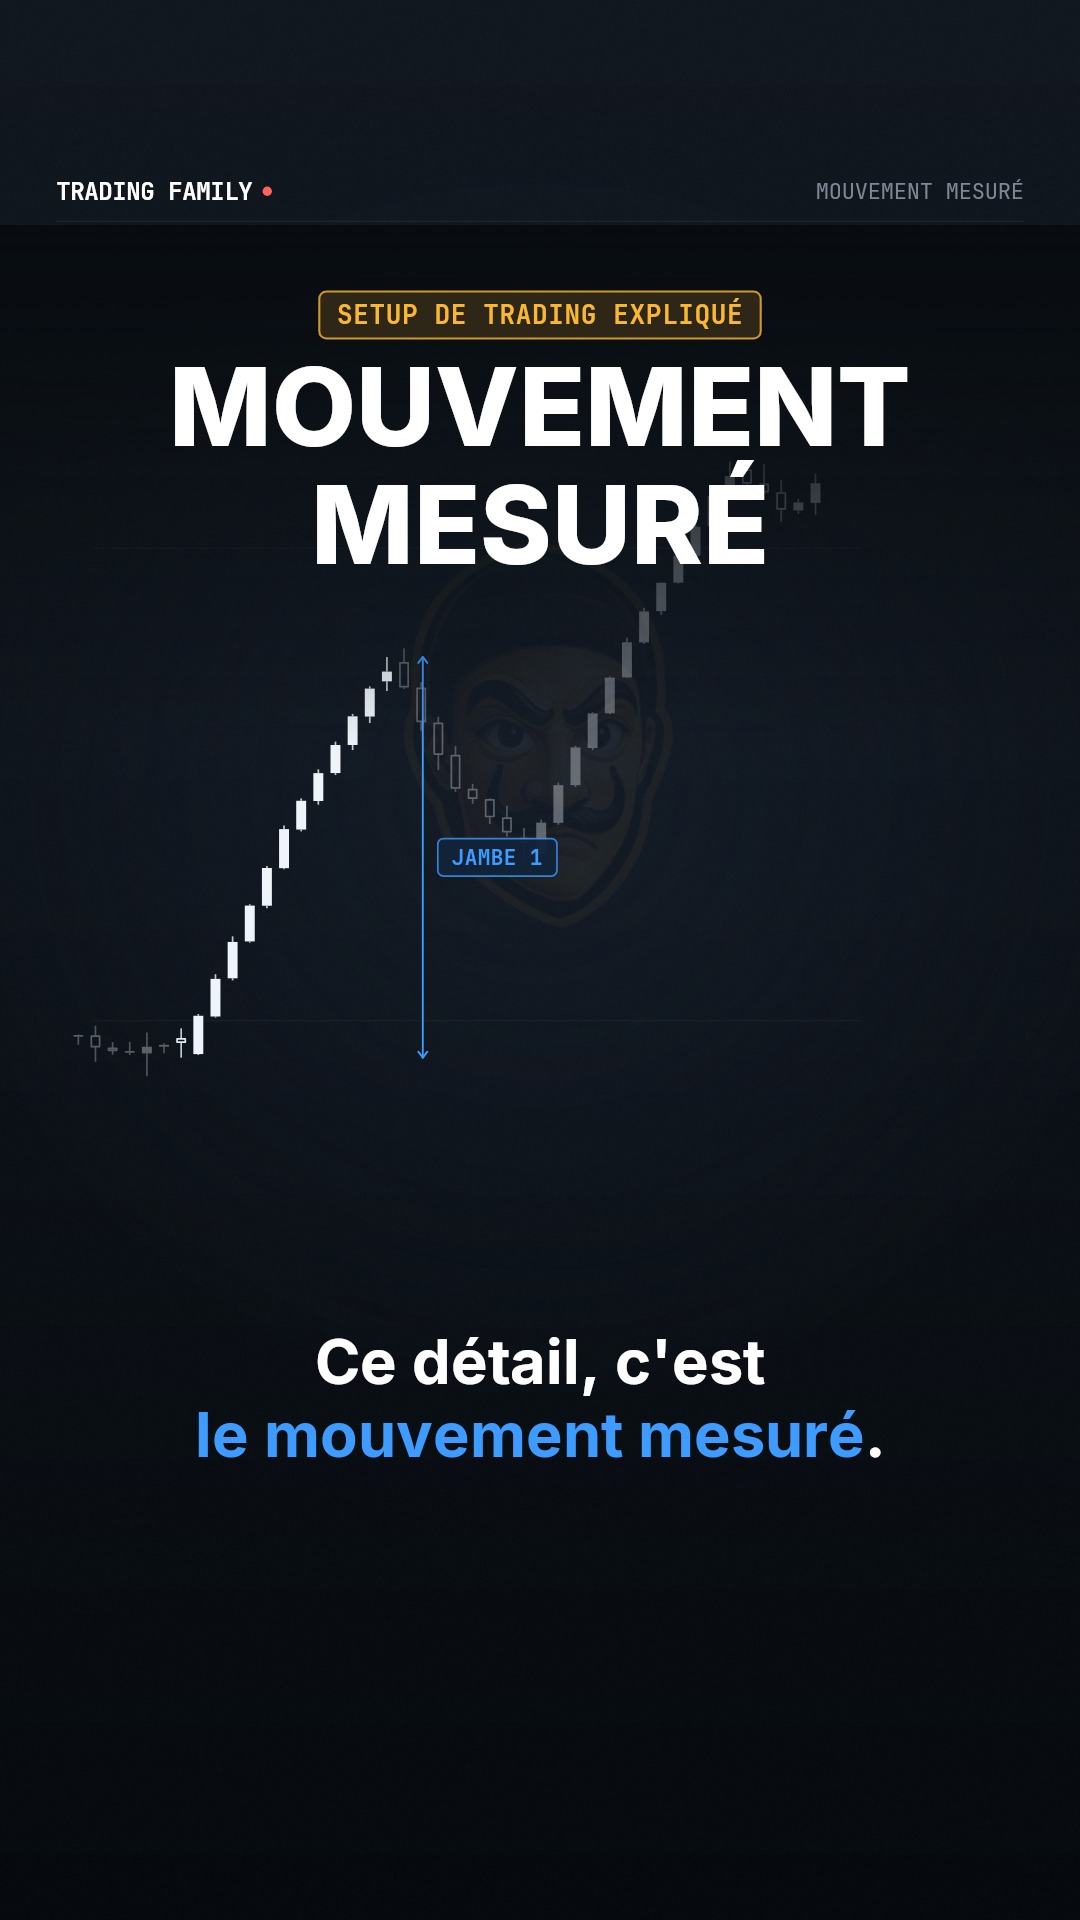 TRADING FAMILY
MOUVEMENT MESURÉ
SETUP DE TRADING EXPLIQUÉ
MOUVEMENT
MESURÉ
JAMBE 1
Ce détail, c'est
le mouvement mesuré.